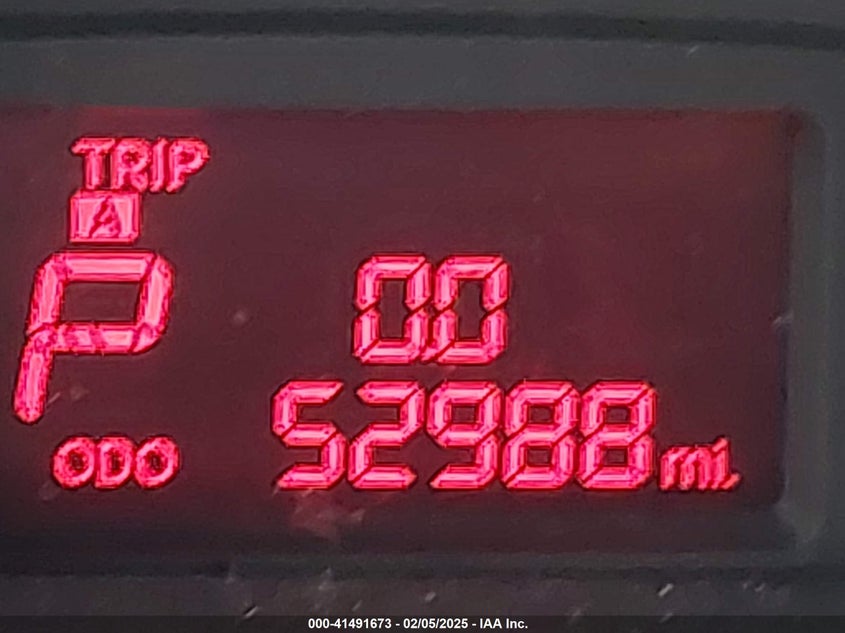 TRIP
A
P
0.0
ODO 52988 mi.
000-41491673 - 02/05/2025 - IAA Inc.